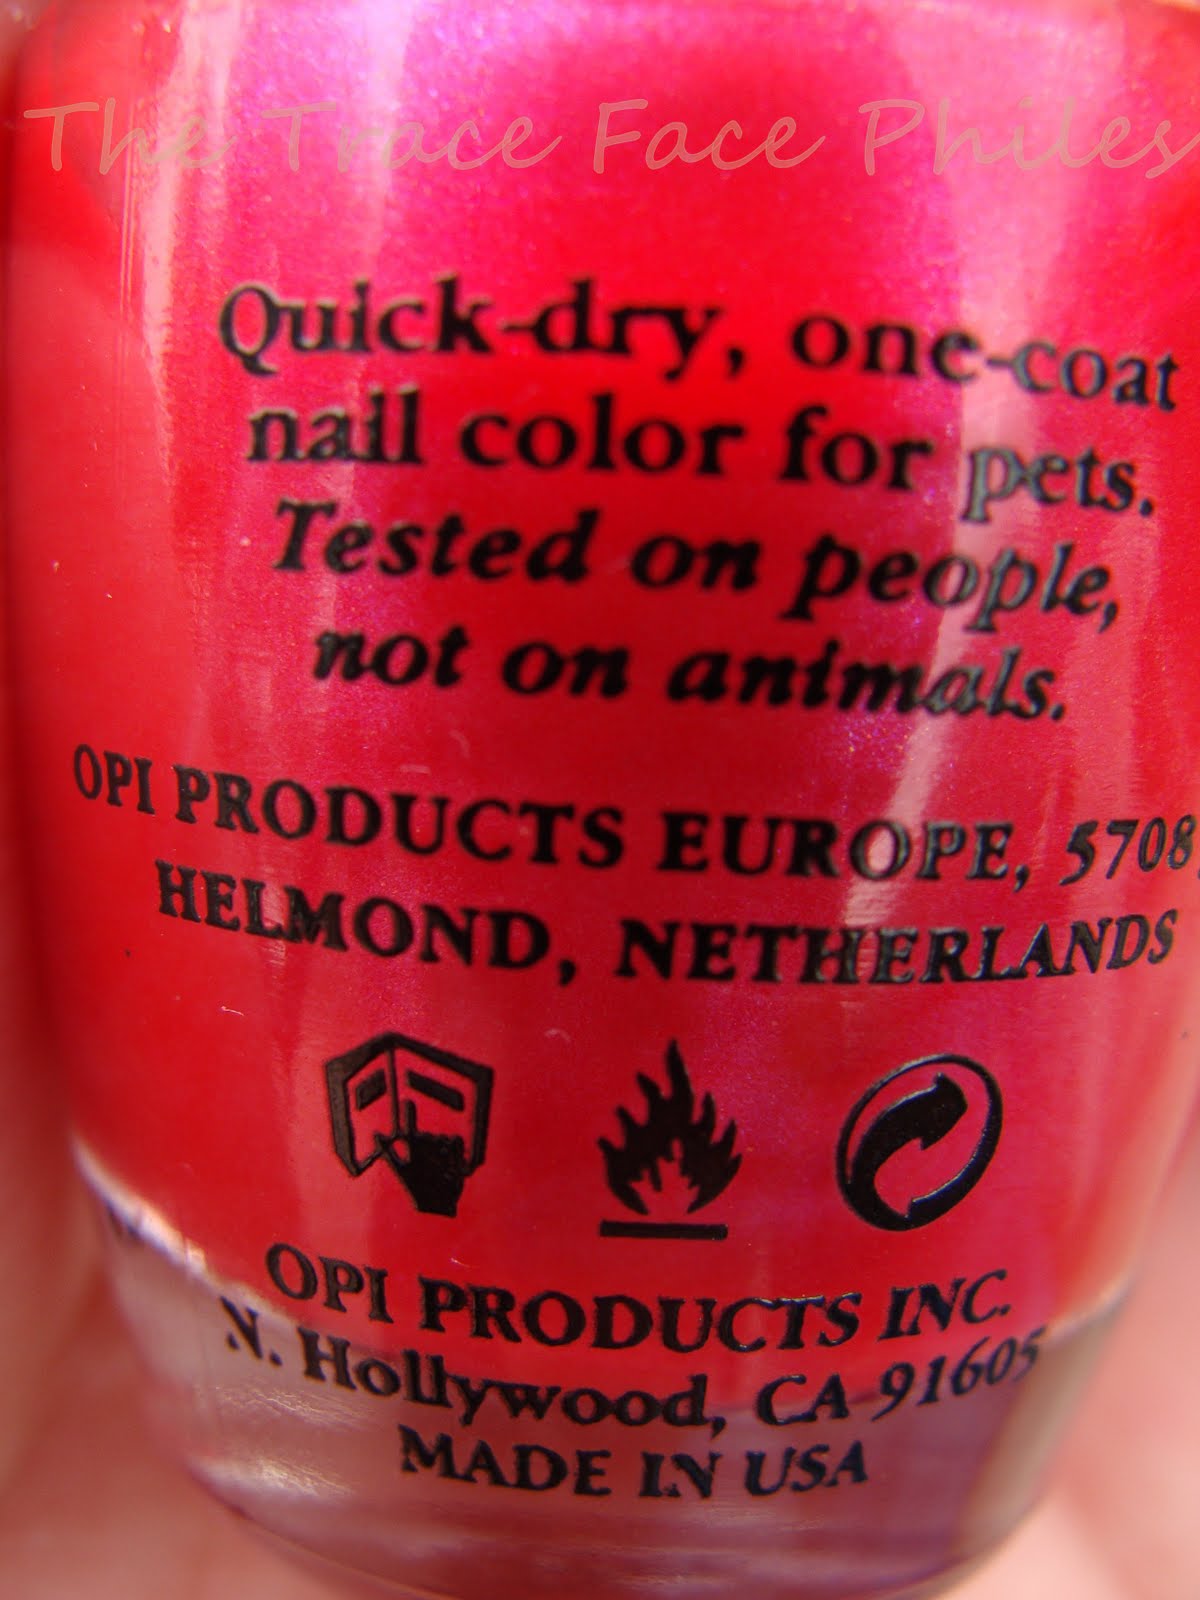 The Trace Face Philes
Quick-dry, one-coat
nail color for pets.
Tested on people,
not on animals.
OPI PRODUCTS EUROPE, 5708
HELMOND, NETHERLANDS
OPI PRODUCTS INC.
N. Hollywood, CA 91605
MADE IN USA